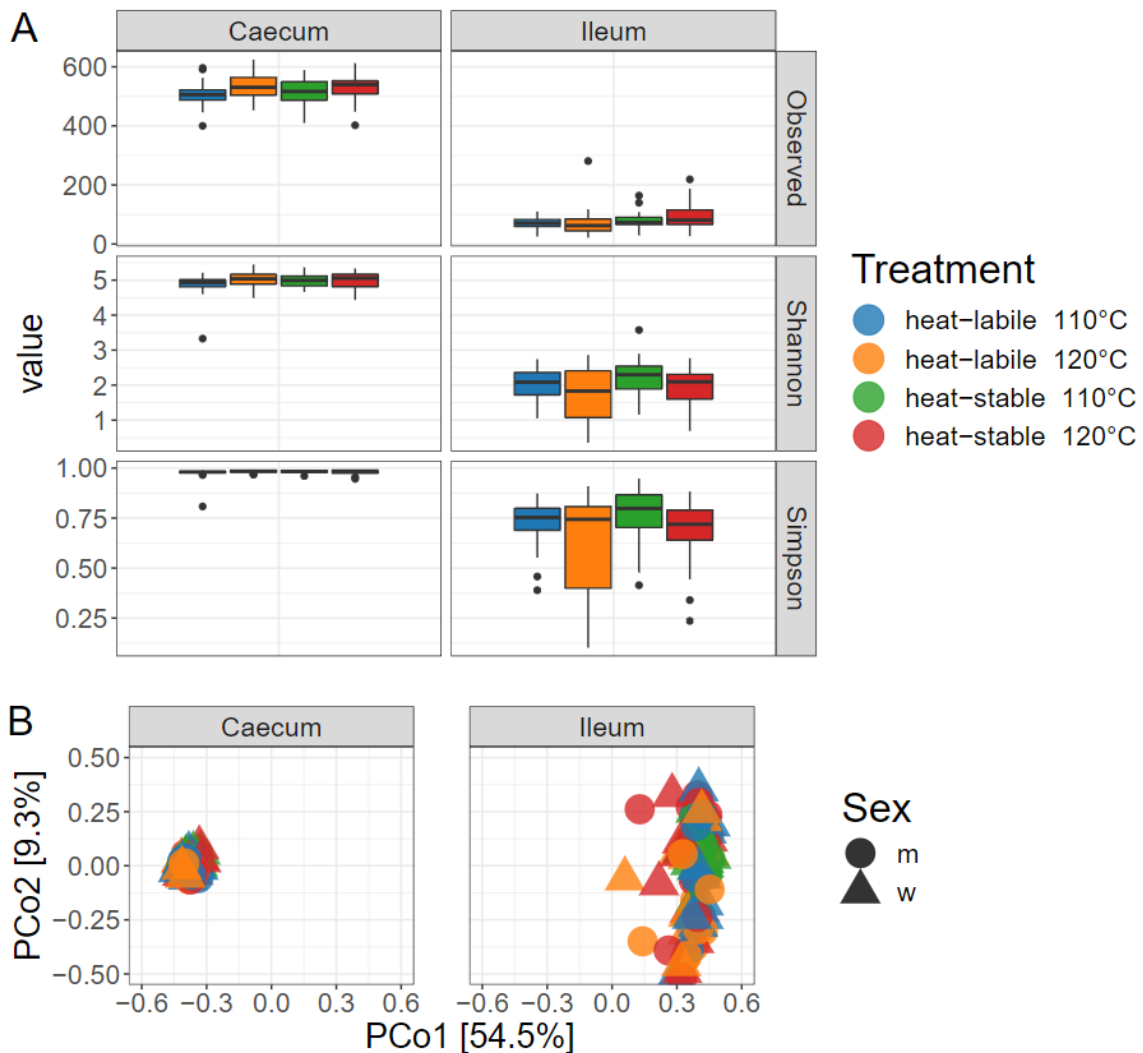 A
Caecum
Ileum
600
400
200
0
Observed
5
4
3
2
1
Shannon
1.00
0.75
0.50
0.25
Simpson
value
Treatment
heat−labile 110°C
heat−labile 120°C
heat−stable 110°C
heat−stable 120°C
B
Caecum
Ileum
0.50
0.25
0.00
−0.25
−0.50
PCo2 [9.3%]
−0.6 −0.3 0.0 0.3 0.6
−0.6 −0.3 0.0 0.3 0.6
PCo1 [54.5%]
Sex
m
w